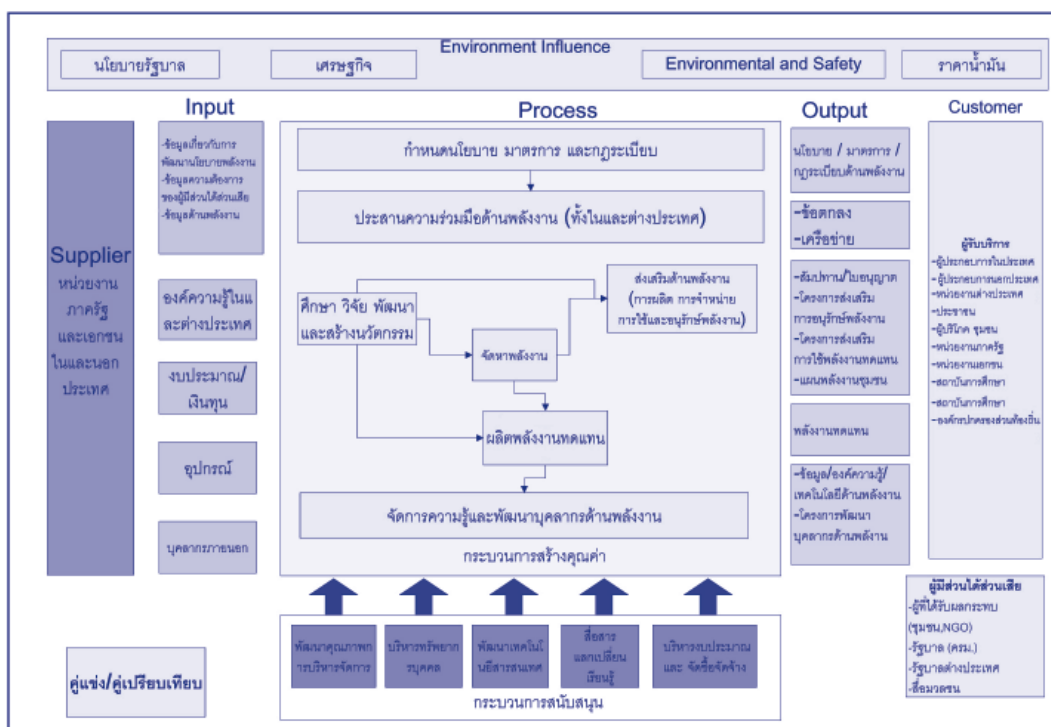 Environment Influence
นโยบายรัฐบาล
เศรษฐกิจ
Environmental and Safety
ราคาน้ำมัน
Supplier
หน่วยงาน
ภาครัฐ
และเอกชน
ในและนอก
ประเทศ
Input
-ข้อมูลเกี่ยวกับการ
พัฒนานโยบายพลังงาน
-ข้อมูลความต้องการ
ของผู้มีส่วนได้ส่วนเสีย
-ข้อมูลด้านพลังงาน
องค์ความรู้ในแ
ละต่างประเทศ
งบประมาณ/
เงินทุน
อุปกรณ์
บุคลากรภายนอก
Process
กำหนดนโยบาย มาตรการ และกฎระเบียบ
ประสานความร่วมมือด้านพลังงาน (ทั้งในและต่างประเทศ)
ศึกษา วิจัย พัฒนา
และสร้างนวัตกรรม
ส่งเสริมด้านพลังงาน
(การผลิต การจำหน่าย
การใช้และอนุรักษ์พลังงาน)
จัดหาพลังงาน
ผลิตพลังงานทดแทน
จัดการความรู้และพัฒนาบุคลากรด้านพลังงาน
กระบวนการสร้างคุณค่า
Output
นโยบาย / มาตรการ /
กฎระเบียบด้านพลังงาน
-ข้อตกลง
-เครือข่าย
-สัมปทาน/ใบอนุญาต
-โครงการส่งเสริม
การอนุรักษ์พลังงาน
-โครงการส่งเสริม
การใช้พลังงานทดแทน
-แผนพลังงานชุมชน
พลังงานทดแทน
-ข้อมูล/องค์ความรู้/
เทคโนโลยีด้านพลังงาน
-โครงการพัฒนา
บุคลากรด้านพลังงาน
Customer
ผู้รับบริการ
-ผู้ประกอบการในประเทศ
-ผู้ประกอบการนอกประเทศ
-หน่วยงานต่างประเทศ
-ประชาชน
-ผู้บริโภค ชุมชน
-หน่วยงานภาครัฐ
-หน่วยงานเอกชน
-สถาบันการศึกษา
-สถาบันการศึกษา
-องค์กรปกครองส่วนท้องถิ่น
ผู้มีส่วนได้ส่วนเสีย
-ผู้ที่ได้รับผลกระทบ
(ชุมชน,NGO)
-รัฐบาล (ครม.)
-รัฐบาลต่างประเทศ
-สื่อมวลชน
คู่แข่ง/คู่เปรียบเทียบ
พัฒนาคุณภาพก
ารบริหารจัดการ
บริหารทรัพยาก
รบุคคล
พัฒนาเทคโนโ
ลยีสารสนเทศ
สื่อสาร
แลกเปลี่ยน
เรียนรู้
บริหารงบประมาณ
และ จัดซื้อจัดจ้าง
กระบวนการสนับสนุน